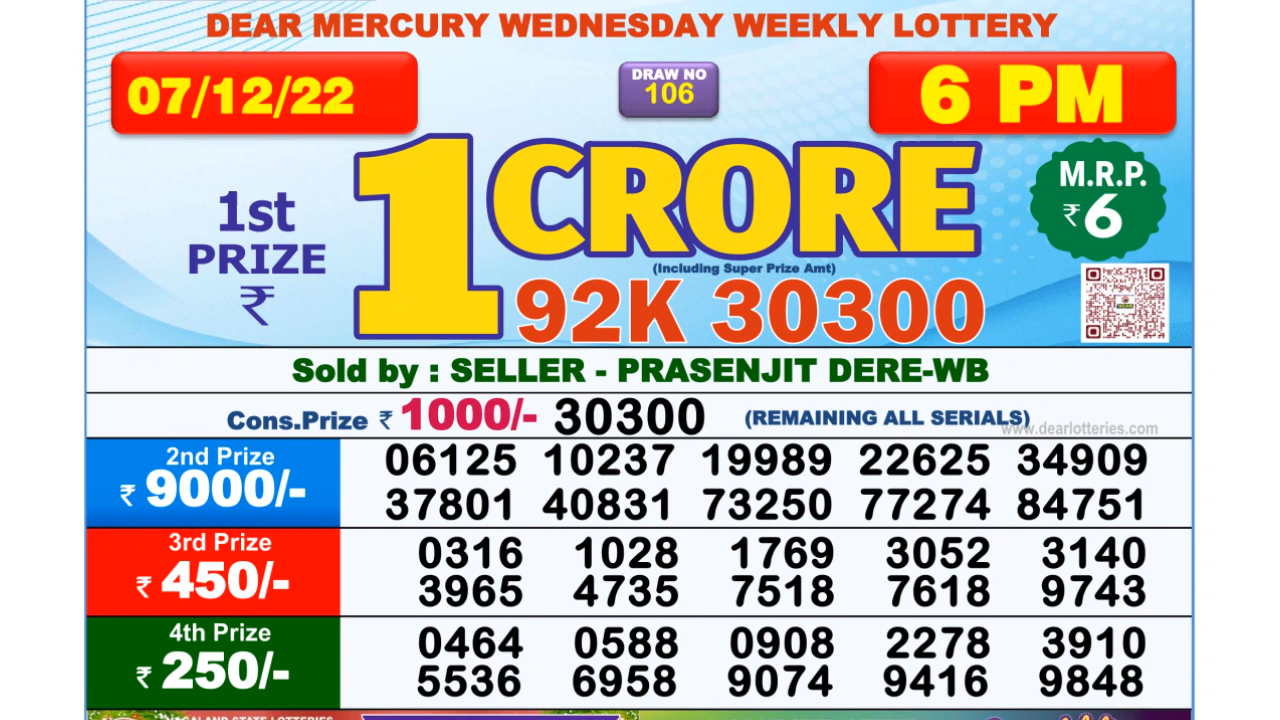 DEAR MERCURY WEDNESDAY WEEKLY LOTTERY
07/12/22
DRAW NO
106
6 PM
1st
PRIZE
₹
1 CRORE
(Including Super Prize Amt)
92K 30300
M.R.P.
₹ 6
Sold by : SELLER - PRASENJIT DERE-WB
Cons.Prize ₹ 1000/- 30300 (REMAINING ALL SERIALS)
www.dearlotteries.com
2nd Prize
₹ 9000/-
06125 10237 19989 22625 34909
37801 40831 73250 77274 84751
3rd Prize
₹ 450/-
0316 1028 1769 3052 3140
3965 4735 7518 7618 9743
4th Prize
₹ 250/-
0464 0588 0908 2278 3910
5536 6958 9074 9416 9848
STATE LOTTERIES